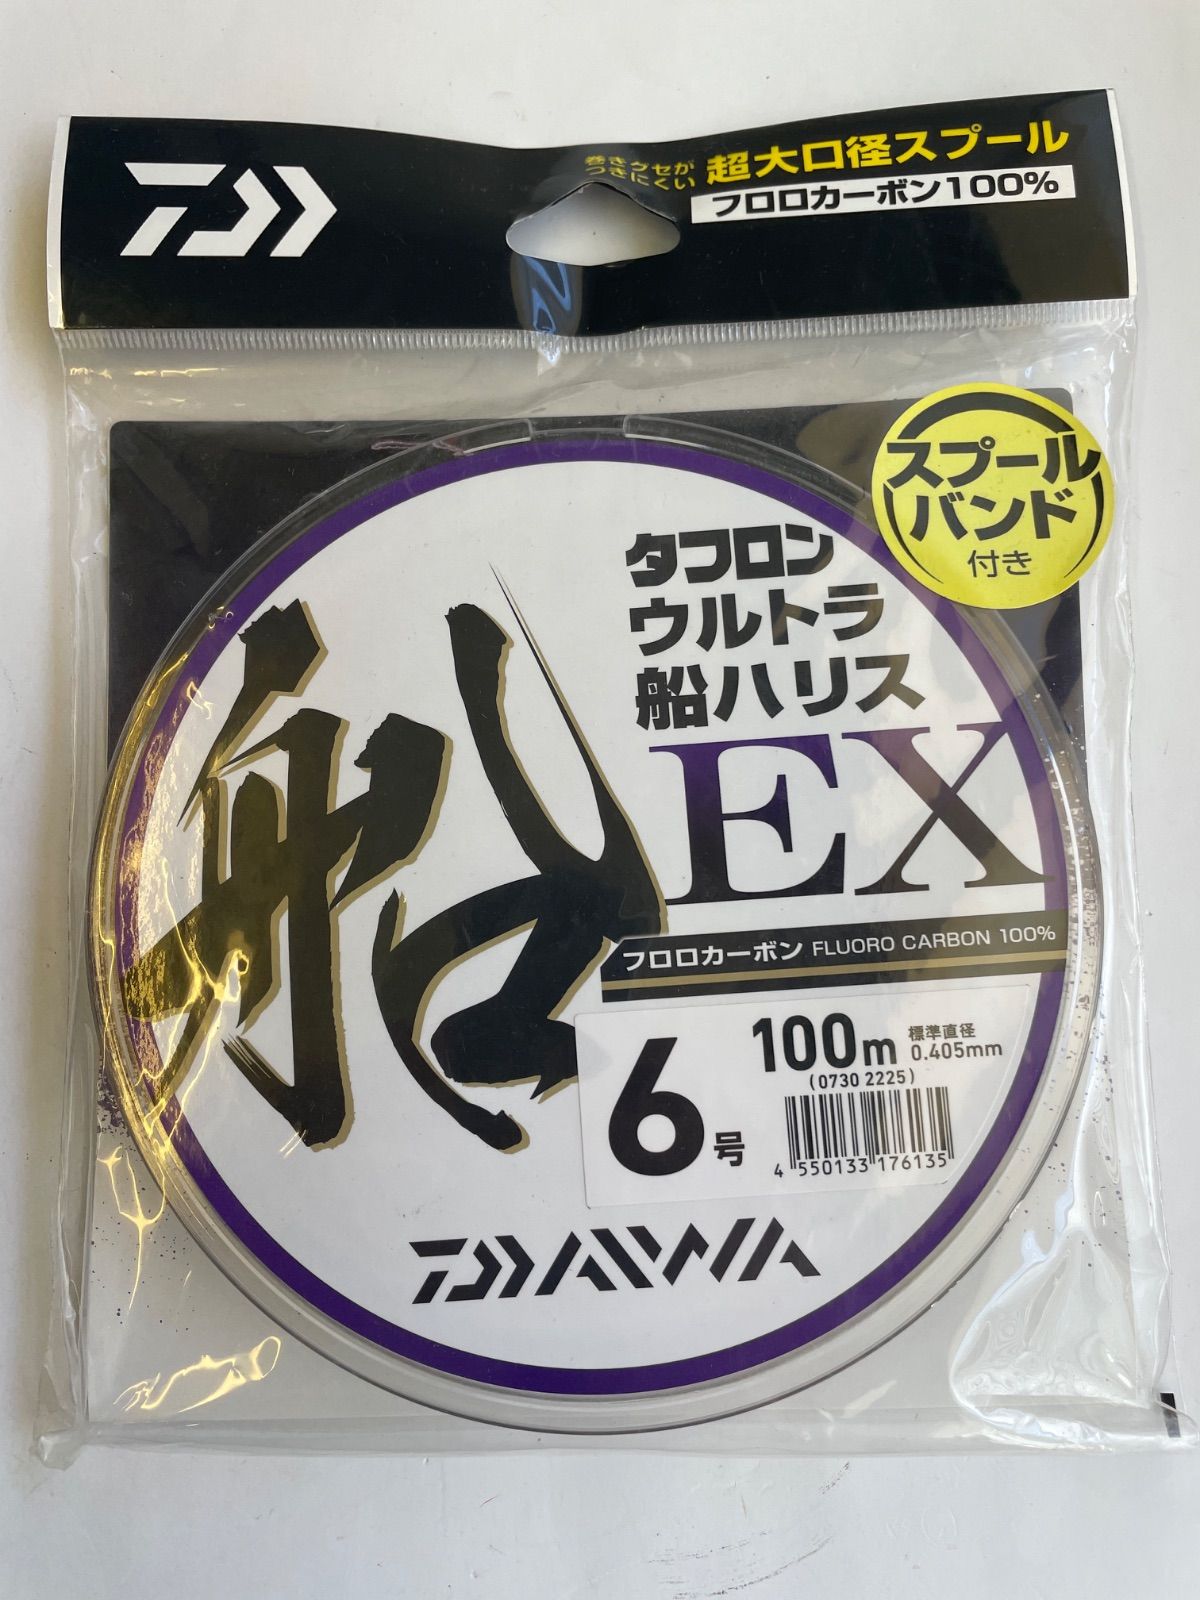 巻きグセが
つきにくい
超大口径スプール
フロロカーボン100%
スプール
バンド
付き
タフロン
ウルトラ
船ハリス
EX
船
フロロカーボン FLUORO CARBON 100%
6号
100m
標準直径
0.405mm
(0730 2225)
4 550133 176135
DAIWA